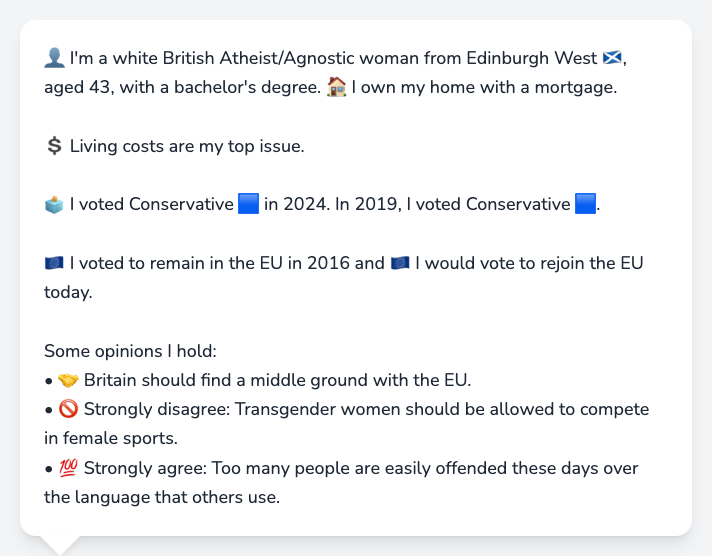 👤 I'm a white British Atheist/Agnostic woman from Edinburgh West 🏴󠁧󠁢󠁳󠁣󠁴󠁿,
aged 43, with a bachelor's degree. 🏠 I own my home with a mortgage.
💲 Living costs are my top issue.
🗳️ I voted Conservative 🟦 in 2024. In 2019, I voted Conservative 🟦.
🇪🇺 I voted to remain in the EU in 2016 and 🇪🇺 I would vote to rejoin the EU
today.
Some opinions I hold:
• 🤝 Britain should find a middle ground with the EU.
• 🚫 Strongly disagree: Transgender women should be allowed to compete
in female sports.
• 💯 Strongly agree: Too many people are easily offended these days over
the language that others use.